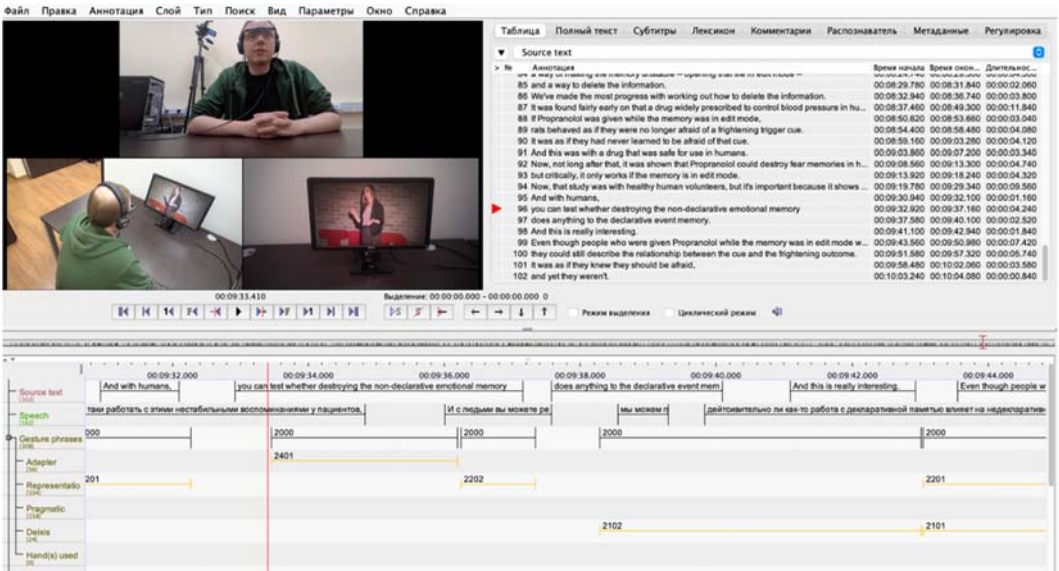 Файл Правка Аннотация Слой Тип Поиск Вид Параметры Окно Справка
Таблица Полный текст Субтитры Лексикон Комментарии Распознаватель Метаданные Регулировка
▼ Source text
> № Аннотация Время начала Время окон... Длительнос...
85 and a way to delete the information. 00:08:29.780 00:08:31.840 00:00:02.060
86 We've made the most progress with working out how to delete the information. 00:08:32.940 00:08:36.740 00:00:03.800
87 It was found fairly early on that a drug widely prescribed to control blood pressure in hu... 00:08:37.460 00:08:49.300 00:00:11.840
88 If Propranolol was given while the memory was in edit mode, 00:08:50.620 00:08:53.660 00:00:03.040
89 rats behaved as if they were no longer afraid of a frightening trigger cue. 00:08:54.400 00:08:58.480 00:00:04.080
90 It was as if they had never learned to be afraid of that cue. 00:08:59.160 00:09:03.280 00:00:04.120
91 And this was with a drug that was safe for use in humans. 00:09:03.860 00:09:07.200 00:00:03.340
92 Now, not long after that, it was shown that Propranolol could destroy fear memories in h... 00:09:08.560 00:09:13.300 00:00:04.740
93 but critically, it only works if the memory is in edit mode. 00:09:13.920 00:09:18.240 00:00:04.320
94 Now, that study was with healthy human volunteers, but it's important because it shows ... 00:09:19.780 00:09:29.340 00:00:09.560
95 And with humans, 00:09:30.940 00:09:32.100 00:00:01.160
96 you can test whether destroying the non-declarative emotional memory 00:09:32.920 00:09:37.160 00:00:04.240
97 does anything to the declarative event memory. 00:09:37.580 00:09:40.100 00:00:02.520
98 And this is really interesting. 00:09:41.100 00:09:42.940 00:00:01.840
99 Even though people who were given Propranolol while the memory was in edit mode w... 00:09:43.560 00:09:50.980 00:00:07.420
100 they could still describe the relationship between the cue and the frightening outcome. 00:09:51.580 00:09:57.320 00:00:05.740
101 It was as if they knew they should be afraid, 00:09:58.480 00:10:02.060 00:00:03.580
102 and yet they weren't. 00:10:03.240 00:10:04.080 00:00:00.840
00:09:33.410 Выделение: 00:00:00.000 - 00:00:00.000 0
Режим выделения Циклический режим
00:09:32.000 00:09:34.000 00:09:36.000 00:09:38.000 00:09:40.000 00:09:42.000 00:09:44.000
Source text And with humans, you can test whether destroying the non-declarative emotional memory does anything to the declarative event mem And this is really interesting. Even though people w
Speech таки работать с этими нестабильными воспоминаниями у пациентов, И с людьми вы можете ре мы можем п дейтсивительно ли как-то работа с декларативной памятью влияет на недекларативн
Gesture phrases 000 2000 2000 2000 2000
Adapter 2401
Representatio 201 2202 2201
Pragmatic
Deixis 2102 2101
Hand(s) used